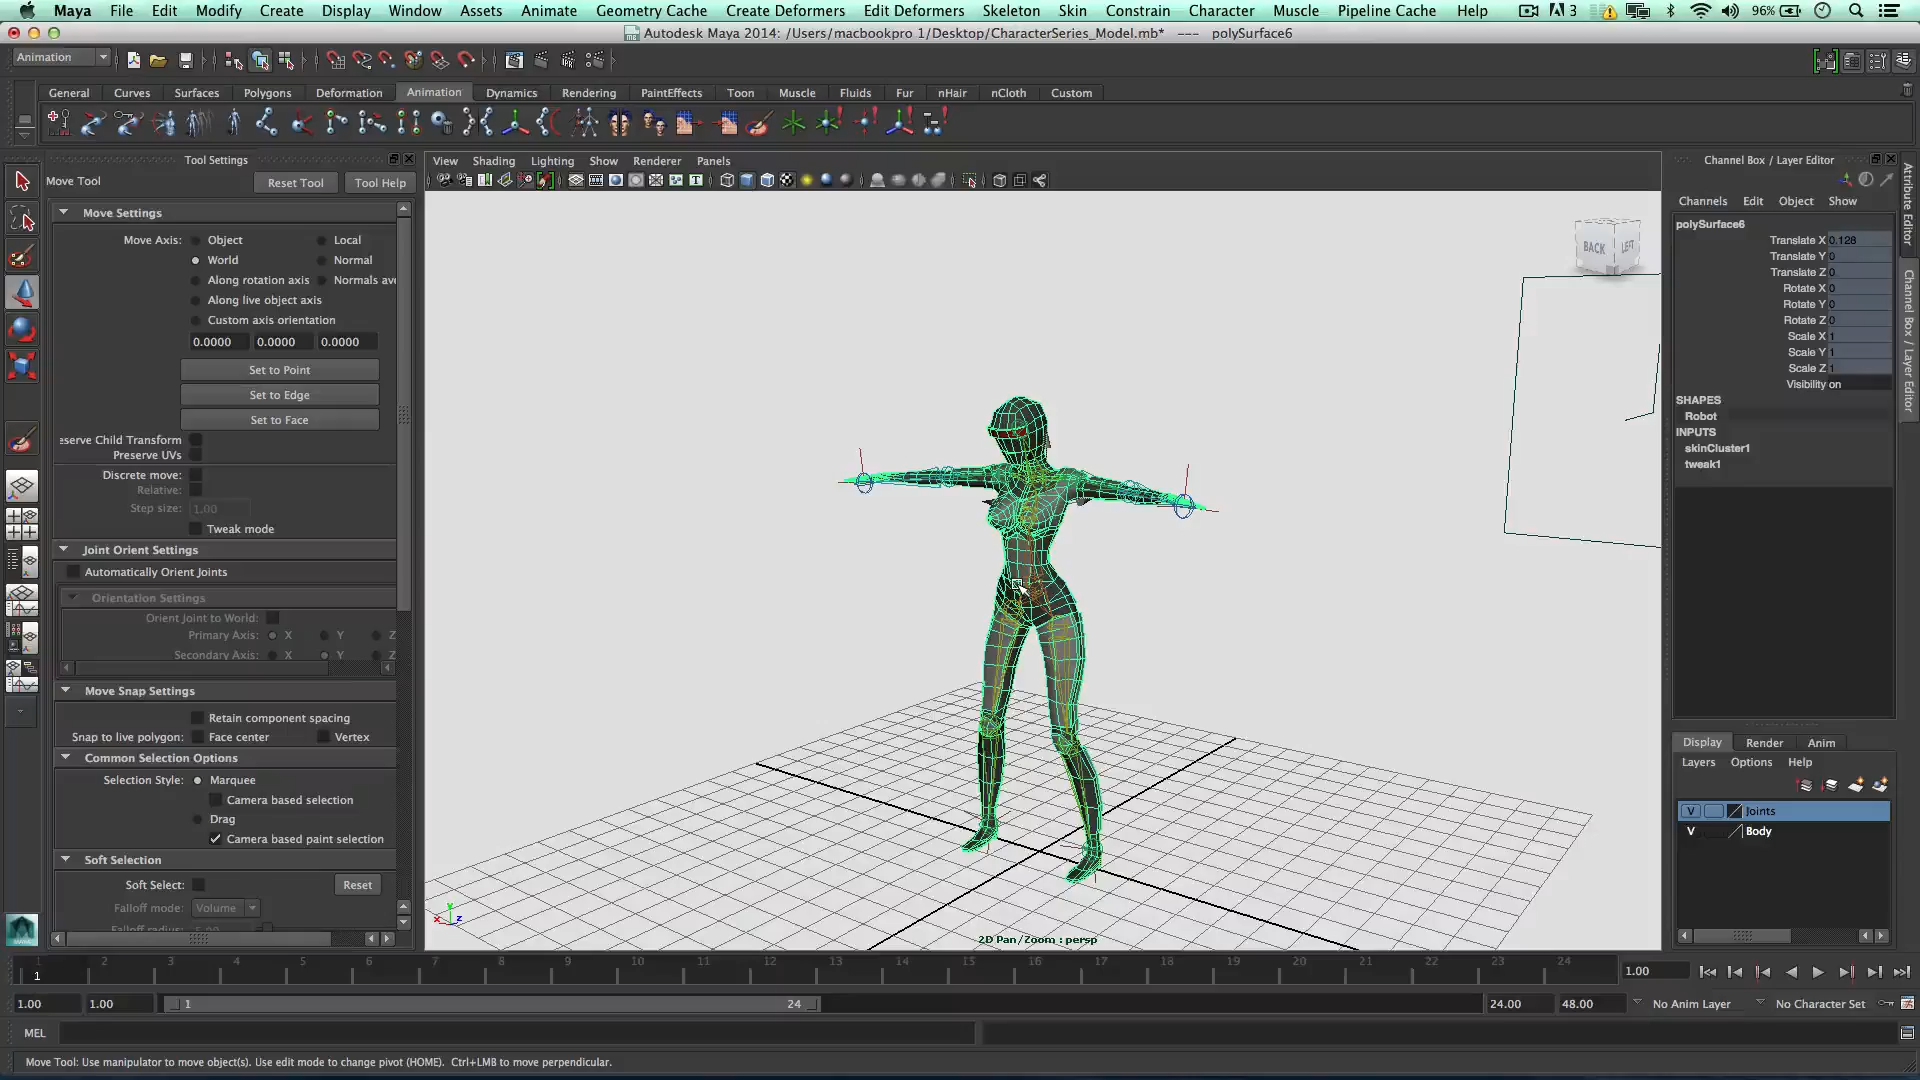 Maya File Edit Modify Create Display Window Assets Animate Geometry Cache Create Deformers Edit Deformers Skeleton Skin Constrain Character Muscle Pipeline Cache Help 3 96%
Autodesk Maya 2014: /Users/macbookpro 1/Desktop/CharacterSeries_Model.mb* --- polySurface6
Animation
General Curves Surfaces Polygons Deformation Animation Dynamics Rendering PaintEffects Toon Muscle Fluids Fur nHair nCloth Custom
Tool Settings
Move Tool Reset Tool Tool Help
Move Settings
Move Axis: Object Local
World Normal
Along rotation axis Normals ave
Along live object axis
Custom axis orientation
0.0000 0.0000 0.0000
Set to Point
Set to Edge
Set to Face
eserve Child Transform
Preserve UVs
Discrete move:
Relative:
Step size: 1.00
Tweak mode
Joint Orient Settings
Automatically Orient Joints
Orientation Settings
Orient Joint to World:
Primary Axis: X Y Z
Secondary Axis: X Y Z
Move Snap Settings
Retain component spacing
Snap to live polygon: Face center Vertex
Common Selection Options
Selection Style: Marquee
Camera based selection
Drag
Camera based paint selection
Soft Selection
Soft Select: Reset
Falloff mode: Volume
Falloff radius: 5.00
View Shading Lighting Show Renderer Panels
BACK LEFT
y
x z
2D Pan/Zoom : persp
Channel Box / Layer Editor
Channels Edit Object Show
polySurface6
Translate X 0.128
Translate Y 0
Translate Z 0
Rotate X 0
Rotate Y 0
Rotate Z 0
Scale X 1
Scale Y 1
Scale Z 1
Visibility on
SHAPES
Robot
INPUTS
skinCluster1
tweak1
Attribute Editor
Channel Box / Layer Editor
Display Render Anim
Layers Options Help
V Joints
V Body
1 2 3 4 5 6 7 8 9 10 11 12 13 14 15 16 17 18 19 20 21 22 23 24 1.00
1.00 1.00 1 24 24.00 48.00 No Anim Layer No Character Set
MEL
Move Tool: Use manipulator to move object(s). Use edit mode to change pivot (HOME). Ctrl+LMB to move perpendicular.